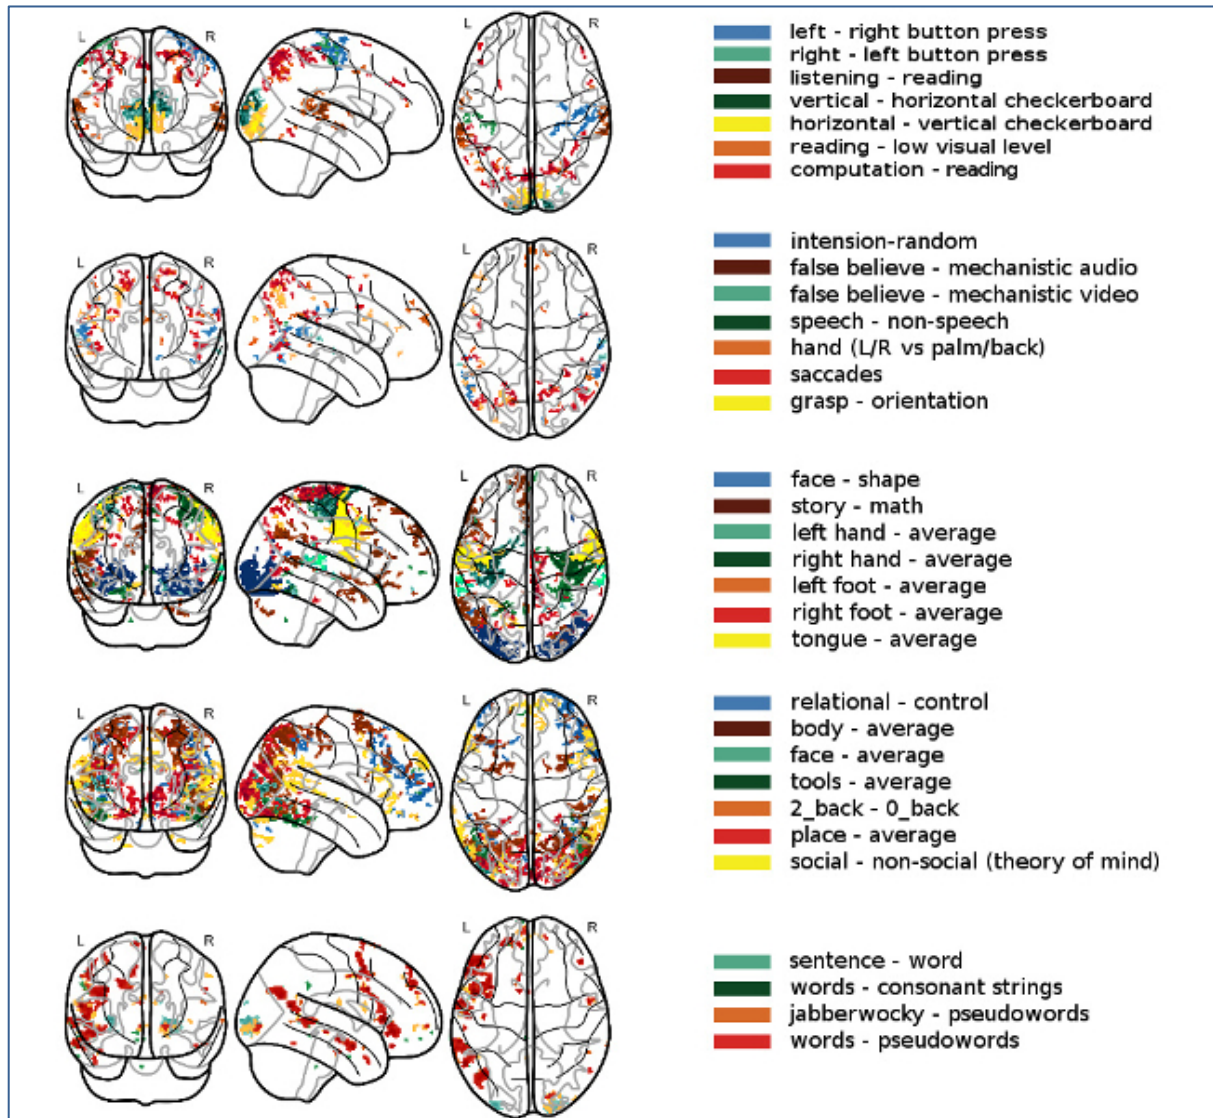 L R L R
left - right button press
right - left button press
listening - reading
vertical - horizontal checkerboard
horizontal - vertical checkerboard
reading - low visual level
computation - reading
L R L R
intension-random
false believe - mechanistic audio
false believe - mechanistic video
speech - non-speech
hand (L/R vs palm/back)
saccades
grasp - orientation
L R L R
face - shape
story - math
left hand - average
right hand - average
left foot - average
right foot - average
tongue - average
L R L R
relational - control
body - average
face - average
tools - average
2_back - 0_back
place - average
social - non-social (theory of mind)
L R L R
sentence - word
words - consonant strings
jabberwocky - pseudowords
words - pseudowords